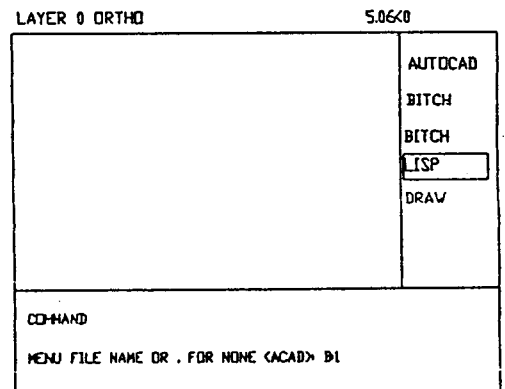 LAYER 0 ORTHO 5.06<0
AUTOCAD
BITCH
BITCH
LISP
DRAW
COMMAND
MENU FILE NAME OR . FOR NONE <ACAD> B1